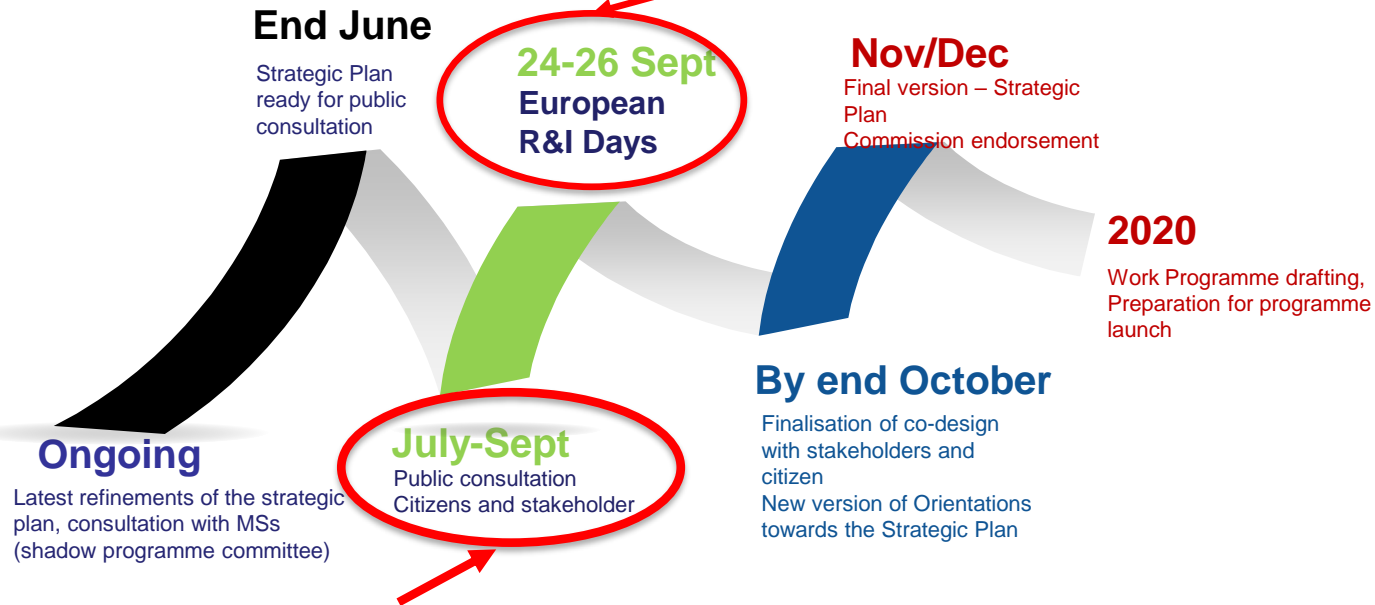 End June
Strategic Plan
ready for public
consultation
24-26 Sept
European
R&I Days
Nov/Dec
Final version – Strategic
Plan
Commission endorsement
2020
Work Programme drafting,
Preparation for programme
launch
Ongoing
Latest refinements of the strategic
plan, consultation with MSs
(shadow programme committee)
July-Sept
Public consultation
Citizens and stakeholder
By end October
Finalisation of co-design
with stakeholders and
citizen
New version of Orientations
towards the Strategic Plan